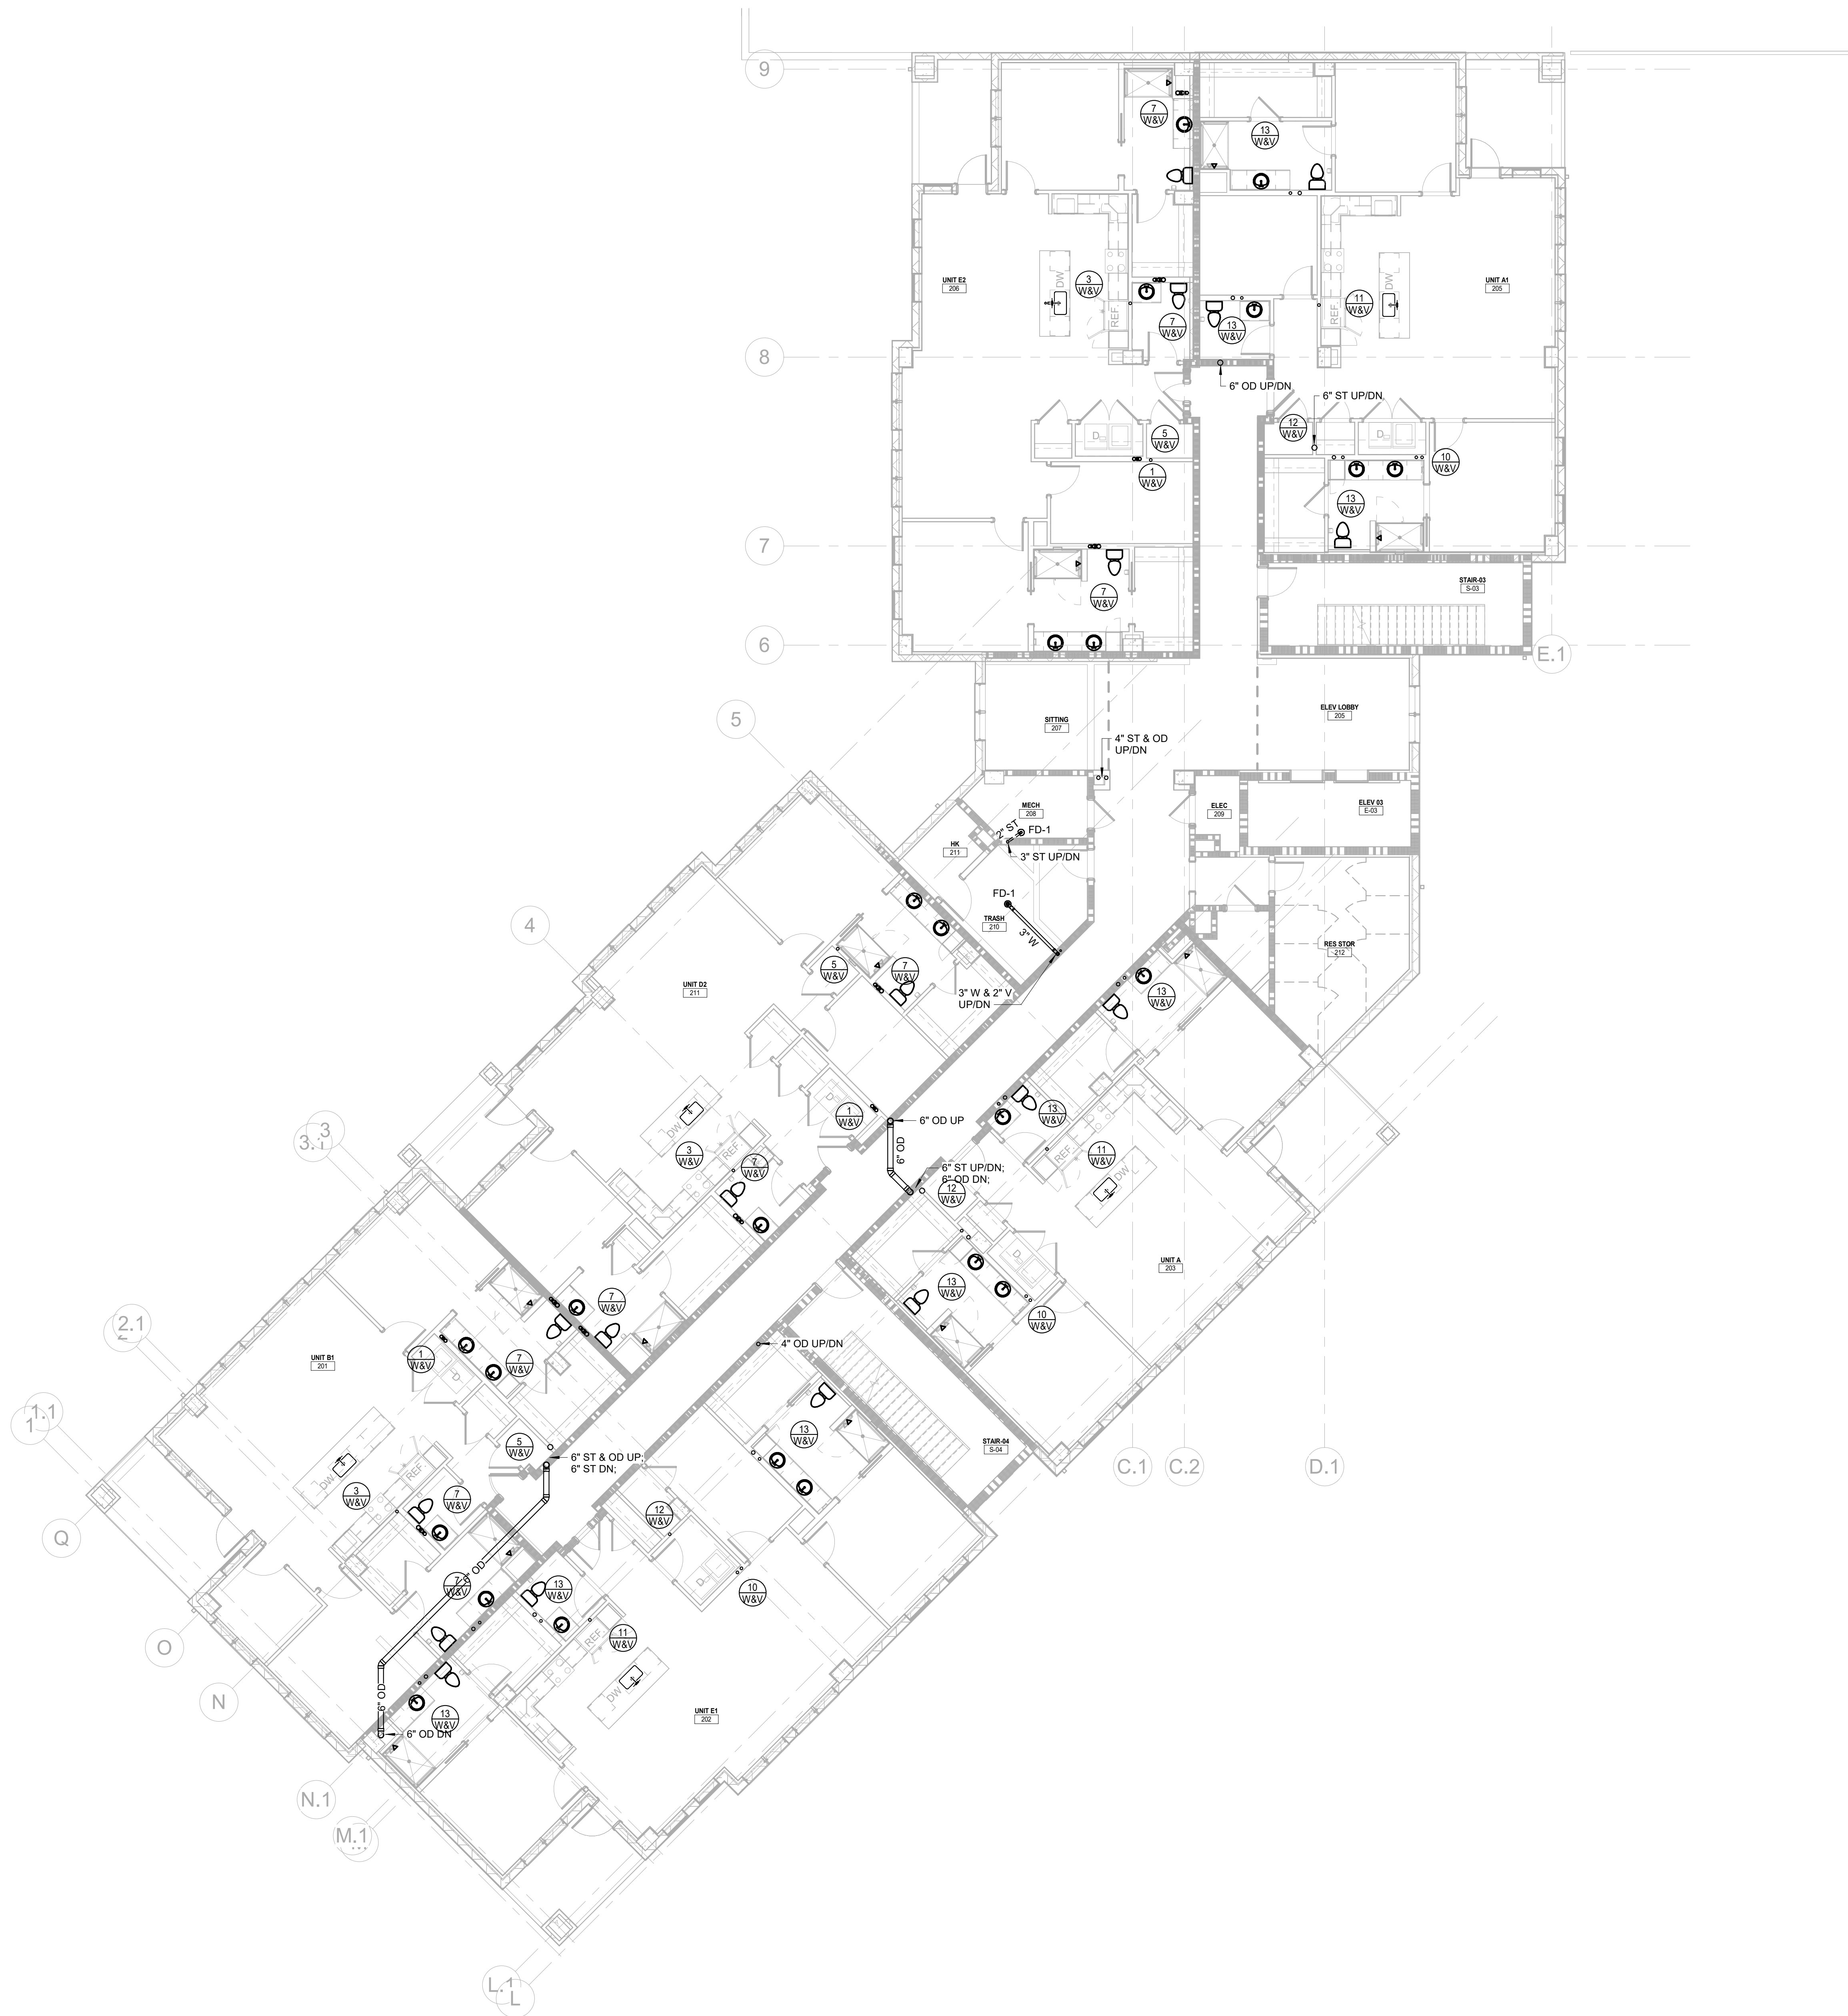 9
7
W&V
13
W&V
UNIT E2
206
3
W&V
DW
REF.
7
W&V
13
W&V
11
W&V
REF.
DW
UNIT A1
205
8
6" OD UP/DN
6" ST UP/DN
D
5
W&V
1
W&V
12
W&V
D
10
W&V
13
W&V
7
7
W&V
STAIR-03
S-03
6
E.1
5
SITTING
207
ELEV LOBBY
205
4" ST & OD
UP/DN
MECH
208
ELEC
209
ELEV 03
E-03
2" ST
FD-1
HK
211
3" ST UP/DN
FD-1
TRASH
210
3" W
4
RES STOR
212
5
W&V
7
W&V
UNIT D2
211
3" W & 2" V
UP/DN
13
W&V
D
1
W&V
13
W&V
6" OD UP
6" OD
3
3.1
DW
REF.
3
W&V
7
W&V
11
W&V
REF.
DW
6" ST UP/DN;
6" OD DN;
12
W&V
D
UNIT A
203
13
W&V
10
W&V
7
W&V
2.1
4" OD UP/DN
UNIT B1
201
1
W&V
D
7
W&V
1.1
1
13
W&V
STAIR-04
S-04
5
W&V
6" ST & OD UP;
6" ST DN;
C.1
C.2
D.1
DW
REF.
3
W&V
7
W&V
12
W&V
Q
OD
7
W&V
13
W&V
D
10
W&V
11
W&V
REF.
DW
O
N
6" OD
13
W&V
UNIT E1
202
6" OD DN
N.1
M.1
...
L.1
L